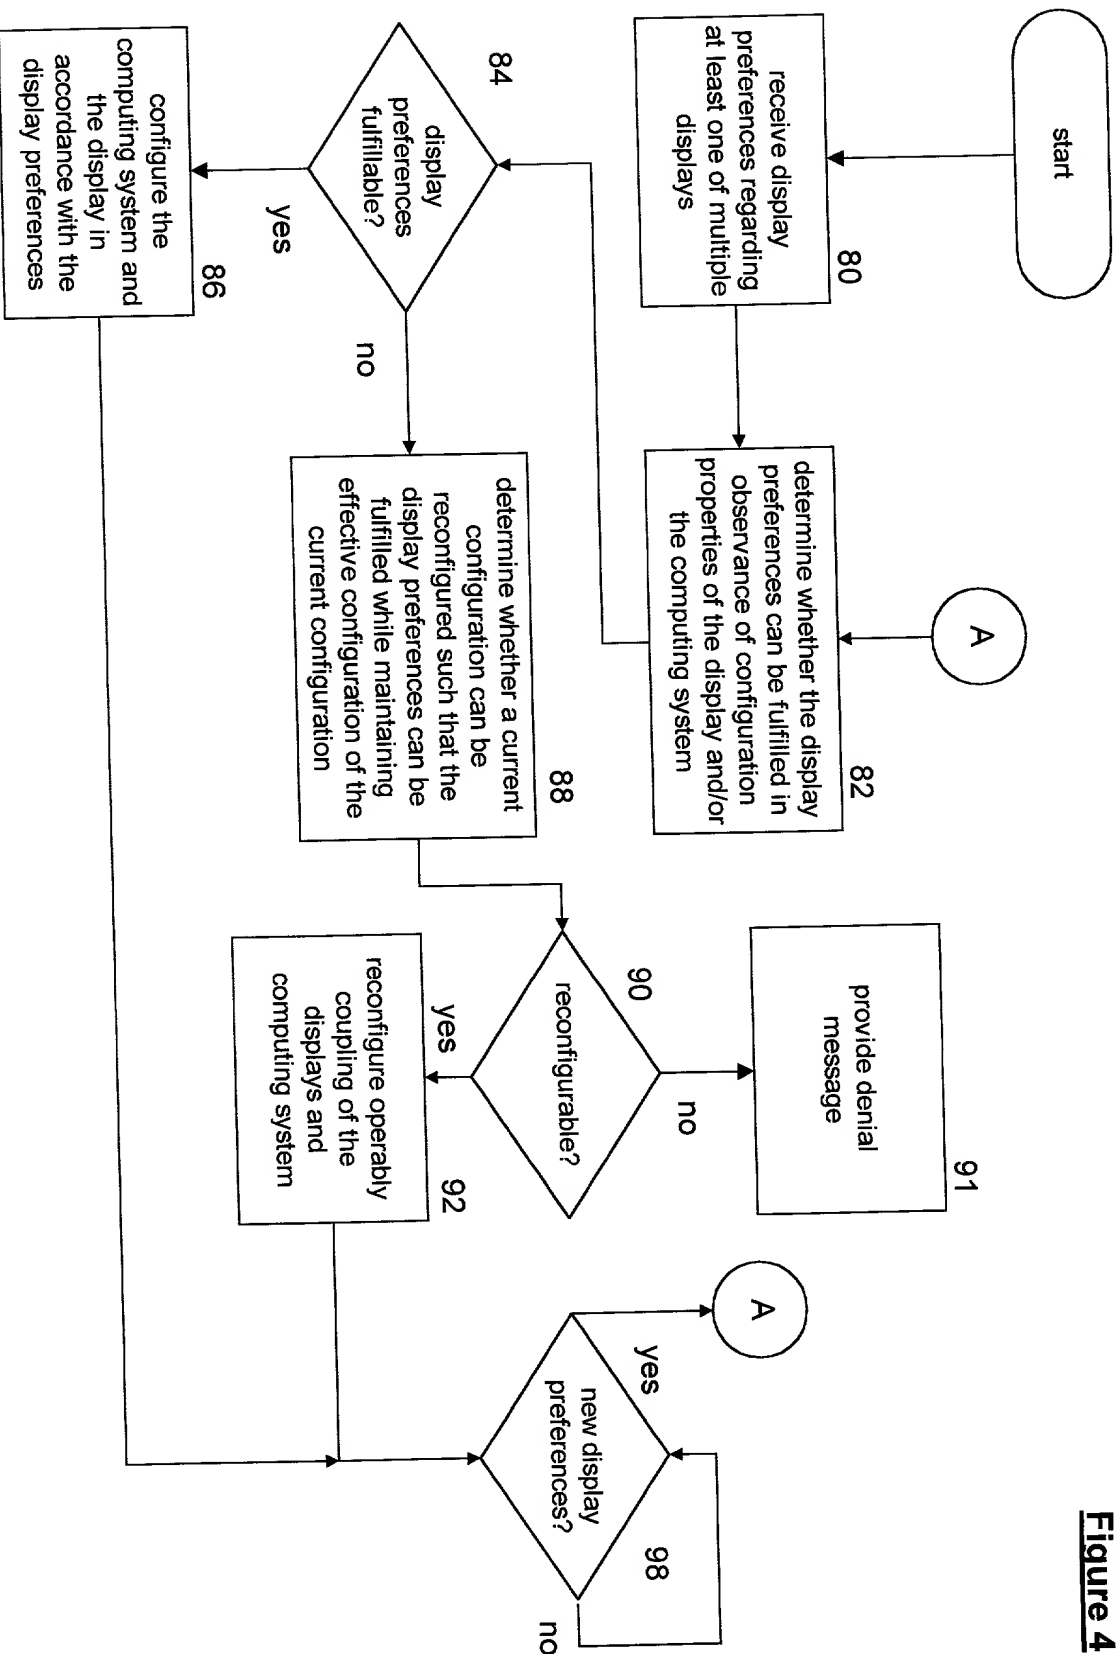 Figure 4
start
receive display
preferences regarding
at least one of multiple
displays
80
A
determine whether the display
preferences can be fulfilled in
observance of configuration
properties of the display and/or
the computing system
82
84
display
preferences
fulfillable?
yes
no
configure the
computing system and
the display in
accordance with the
display preferences
86
determine whether a current
configuration can be
reconfigured such that the
display preferences can be
fulfilled while maintaining
effective configuration of the
current configuration
88
provide denial
message
91
90
reconfigurable?
no
yes
reconfigure operably
coupling of the
displays and
computing system
92
A
yes
new display
preferences?
98
no